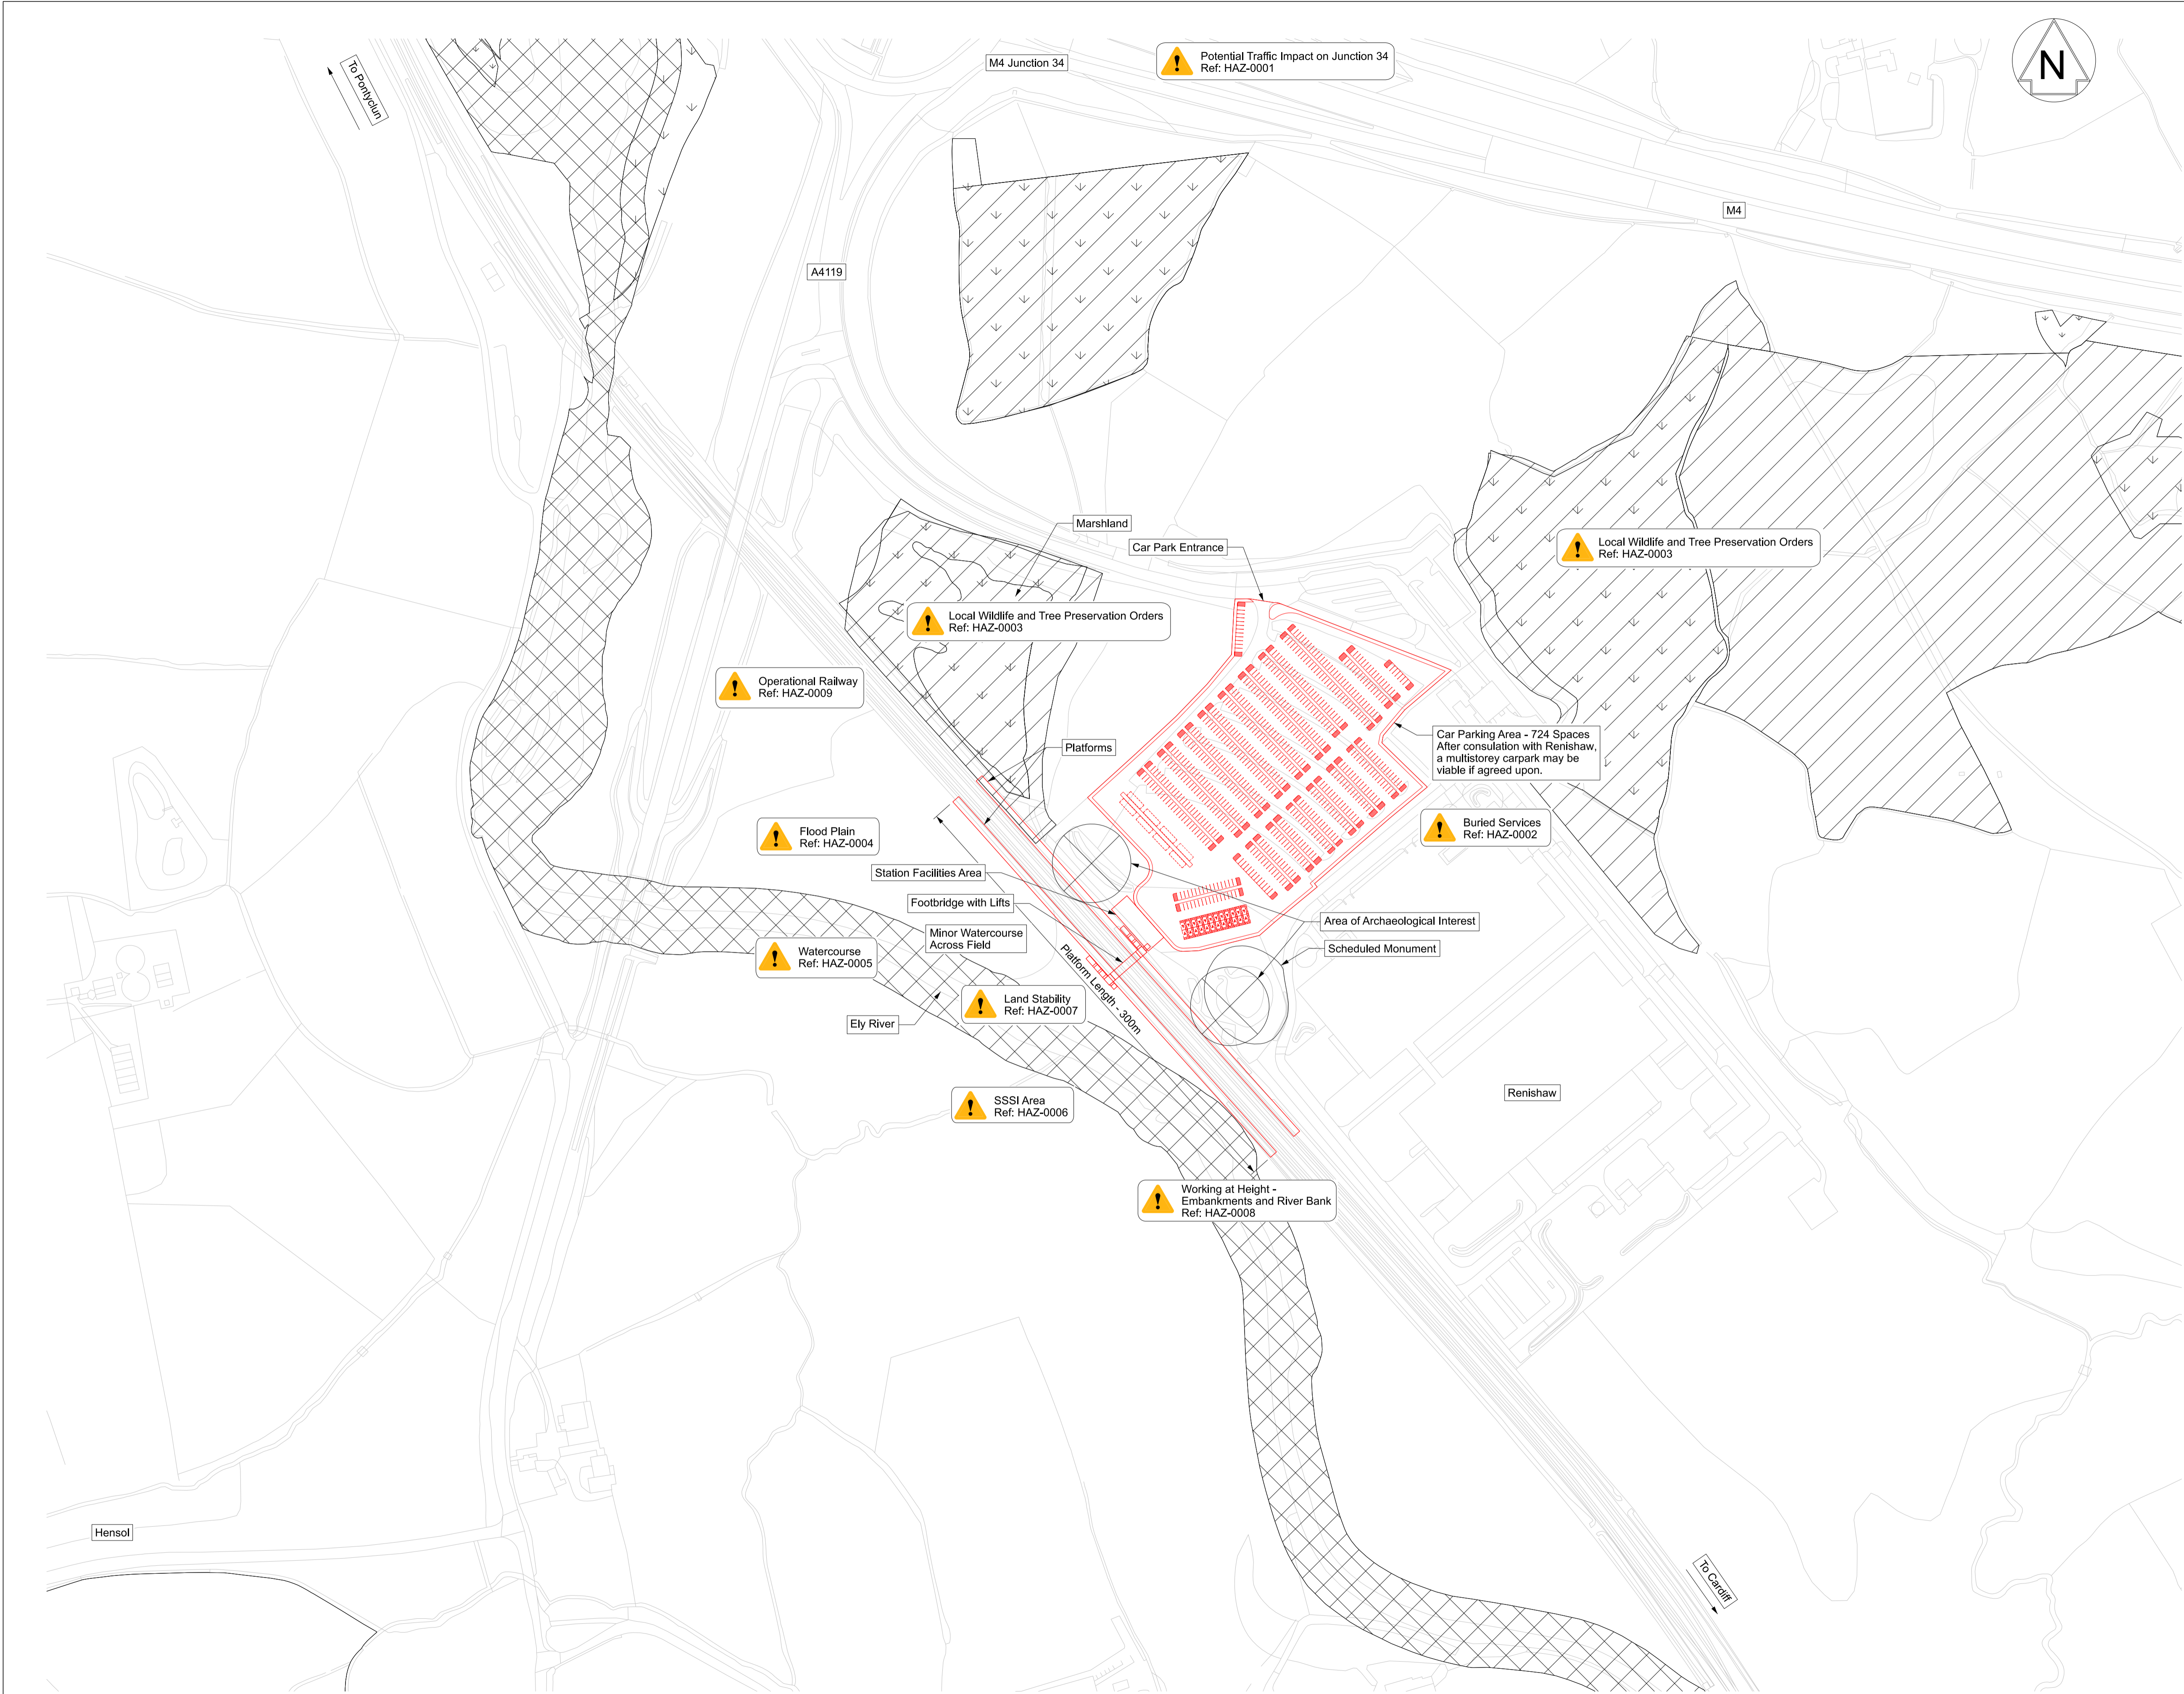 To Pontyclun
M4 Junction 34
Potential Traffic Impact on Junction 34
Ref: HAZ-0001
N
M4
A4119
Marshland
Car Park Entrance
Local Wildlife and Tree Preservation Orders
Ref: HAZ-0003
Local Wildlife and Tree Preservation Orders
Ref: HAZ-0003
Operational Railway
Ref: HAZ-0009
Platforms
Car Parking Area - 724 Spaces
After consulation with Renishaw,
a multistorey carpark may be
viable if agreed upon.
Flood Plain
Ref: HAZ-0004
Buried Services
Ref: HAZ-0002
Station Facilities Area
Footbridge with Lifts
Area of Archaeological Interest
Minor Watercourse
Across Field
Scheduled Monument
Watercourse
Ref: HAZ-0005
Platform Length - 300m
Land Stability
Ref: HAZ-0007
Ely River
SSSI Area
Ref: HAZ-0006
Renishaw
Working at Height -
Embankments and River Bank
Ref: HAZ-0008
Hensol
To Cardiff